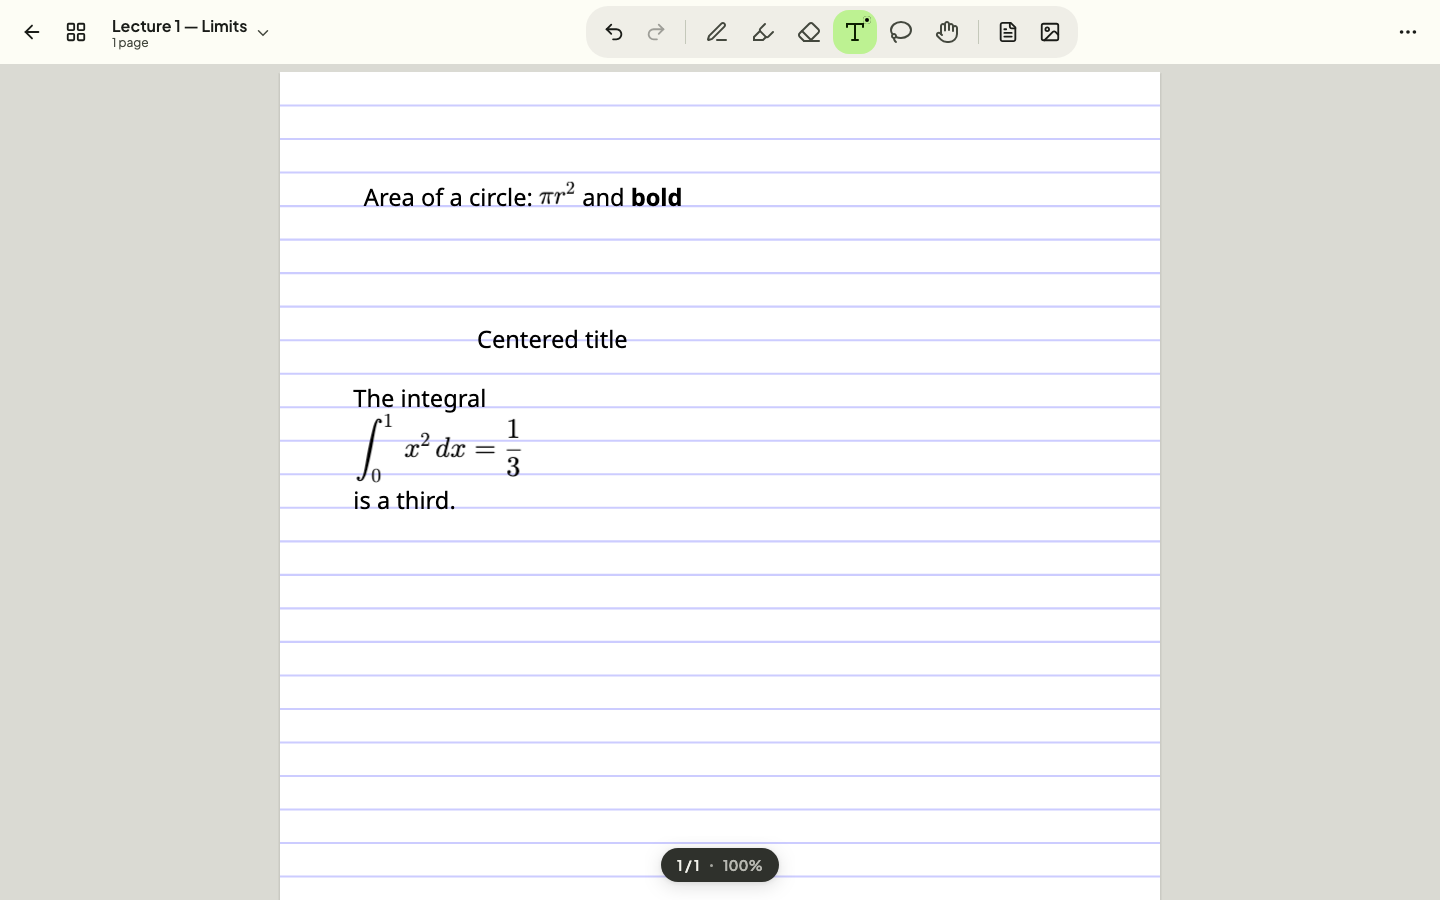 Lecture 1 — Limits
1 page
Area of a circle: πr² and bold
Centered title
The integral
∫₀¹ x² dx = 1/3
is a third.
1/1 · 100%